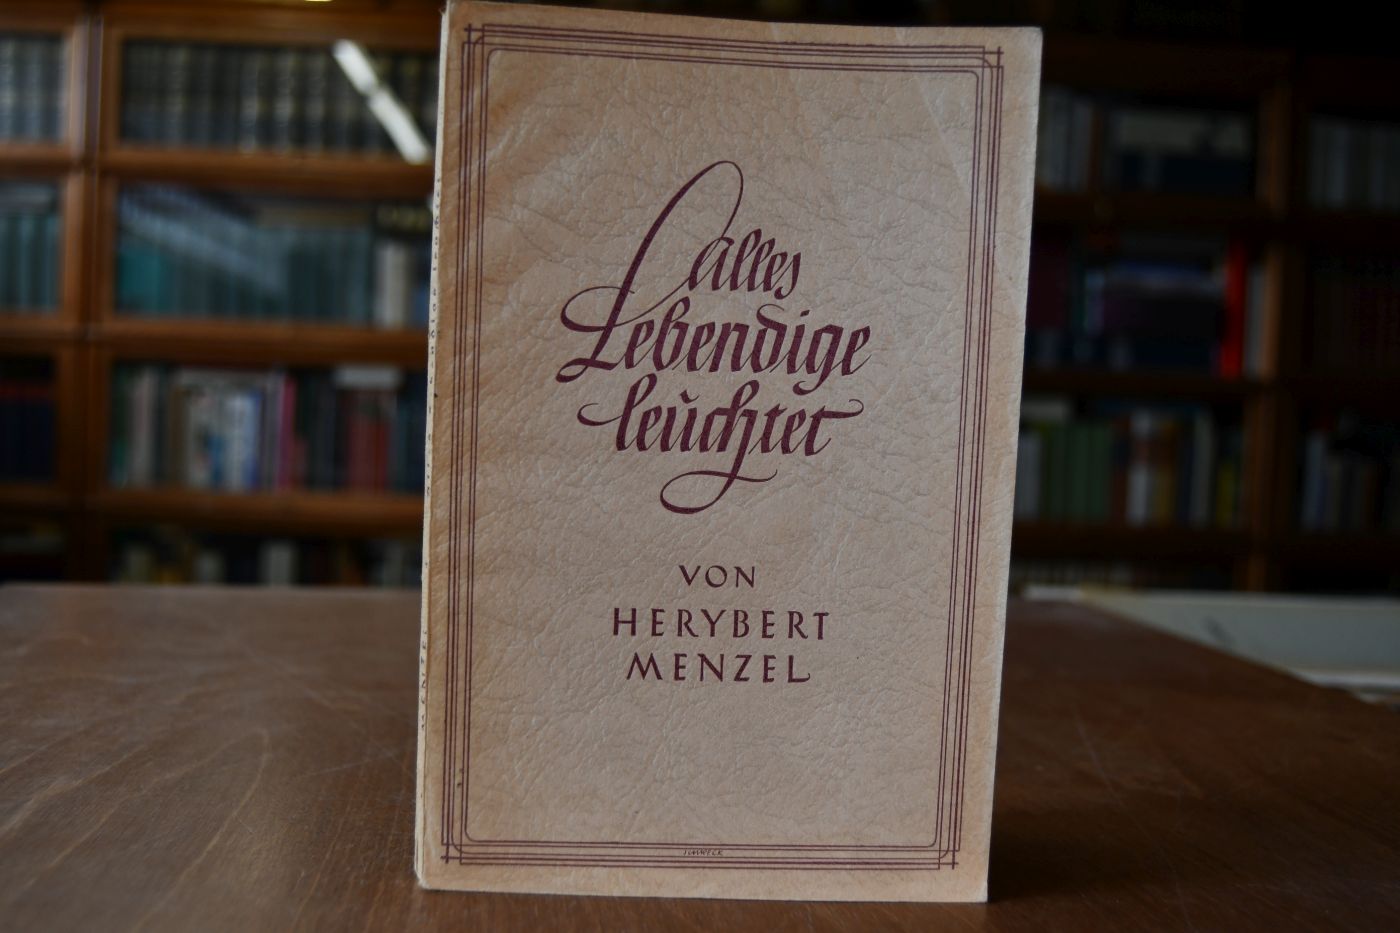 alles
Lebendige
leuchtet
VON
HERYBERT
MENZEL